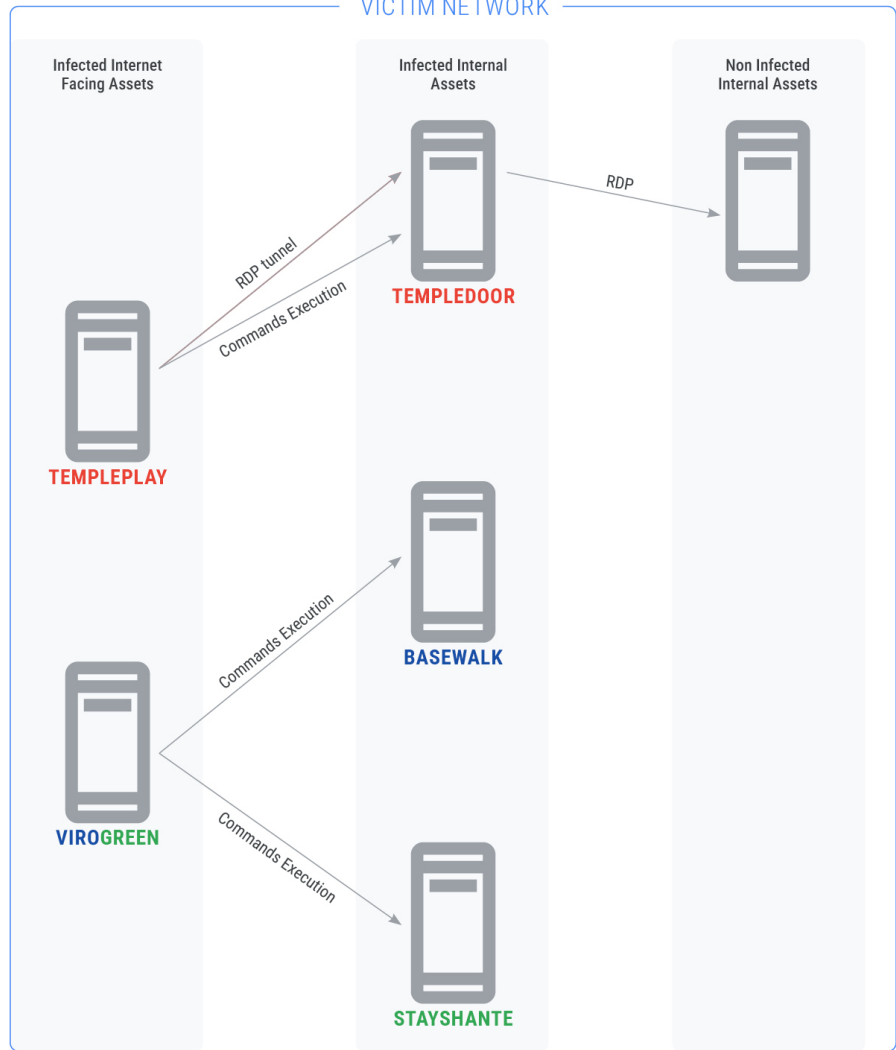 VICTIM NETWORK
Infected Internet
Facing Assets
Infected Internal
Assets
Non Infected
Internal Assets
RDP
RDP tunnel
Commands Execution
TEMPLEDOOR
TEMPLEPLAY
Commands Execution
BASEWALK
VIROGREEN
Commands Execution
STAYSHANTE